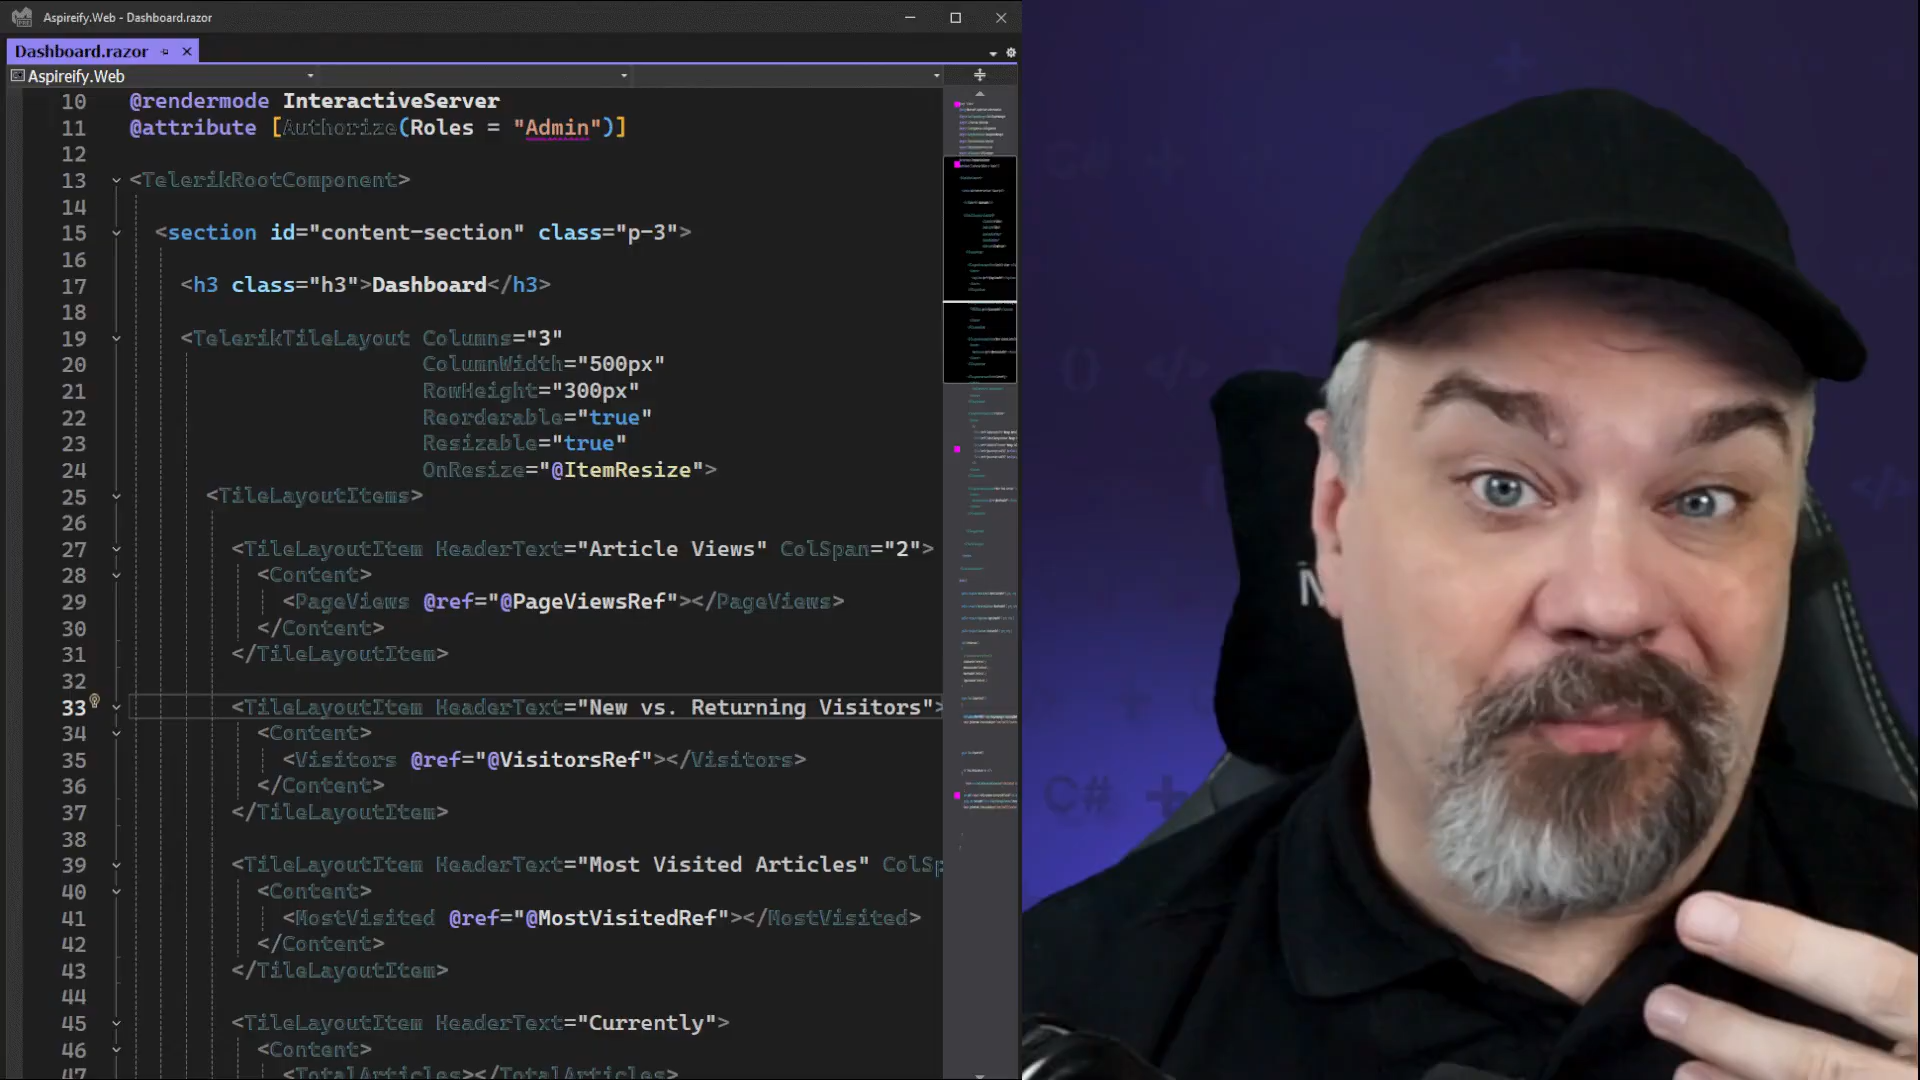 Aspireify.Web - Dashboard.razor
Dashboard.razor
Aspireify.Web
10 @rendermode InteractiveServer
11 @attribute [Authorize(Roles = "Admin")]
12
13 <TelerikRootComponent>
14
15 <section id="content-section" class="p-3">
16
17 <h3 class="h3">Dashboard</h3>
18
19 <TelerikTileLayout Columns="3"
20 ColumnWidth="500px"
21 RowHeight="300px"
22 Reorderable="true"
23 Resizable="true"
24 OnResize="@ItemResize">
25 <TileLayoutItems>
26
27 <TileLayoutItem HeaderText="Article Views" ColSpan="2">
28 <Content>
29 <PageViews @ref="@PageViewsRef"></PageViews>
30 </Content>
31 </TileLayoutItem>
32
33 <TileLayoutItem HeaderText="New vs. Returning Visitors">
34 <Content>
35 <Visitors @ref="@VisitorsRef"></Visitors>
36 </Content>
37 </TileLayoutItem>
38
39 <TileLayoutItem HeaderText="Most Visited Articles" ColSp
40 <Content>
41 <MostVisited @ref="@MostVisitedRef"></MostVisited>
42 </Content>
43 </TileLayoutItem>
44
45 <TileLayoutItem HeaderText="Currently">
46 <Content>
47 <TotalArticles></TotalArticles>
C# +
{} </>
</>
C# +